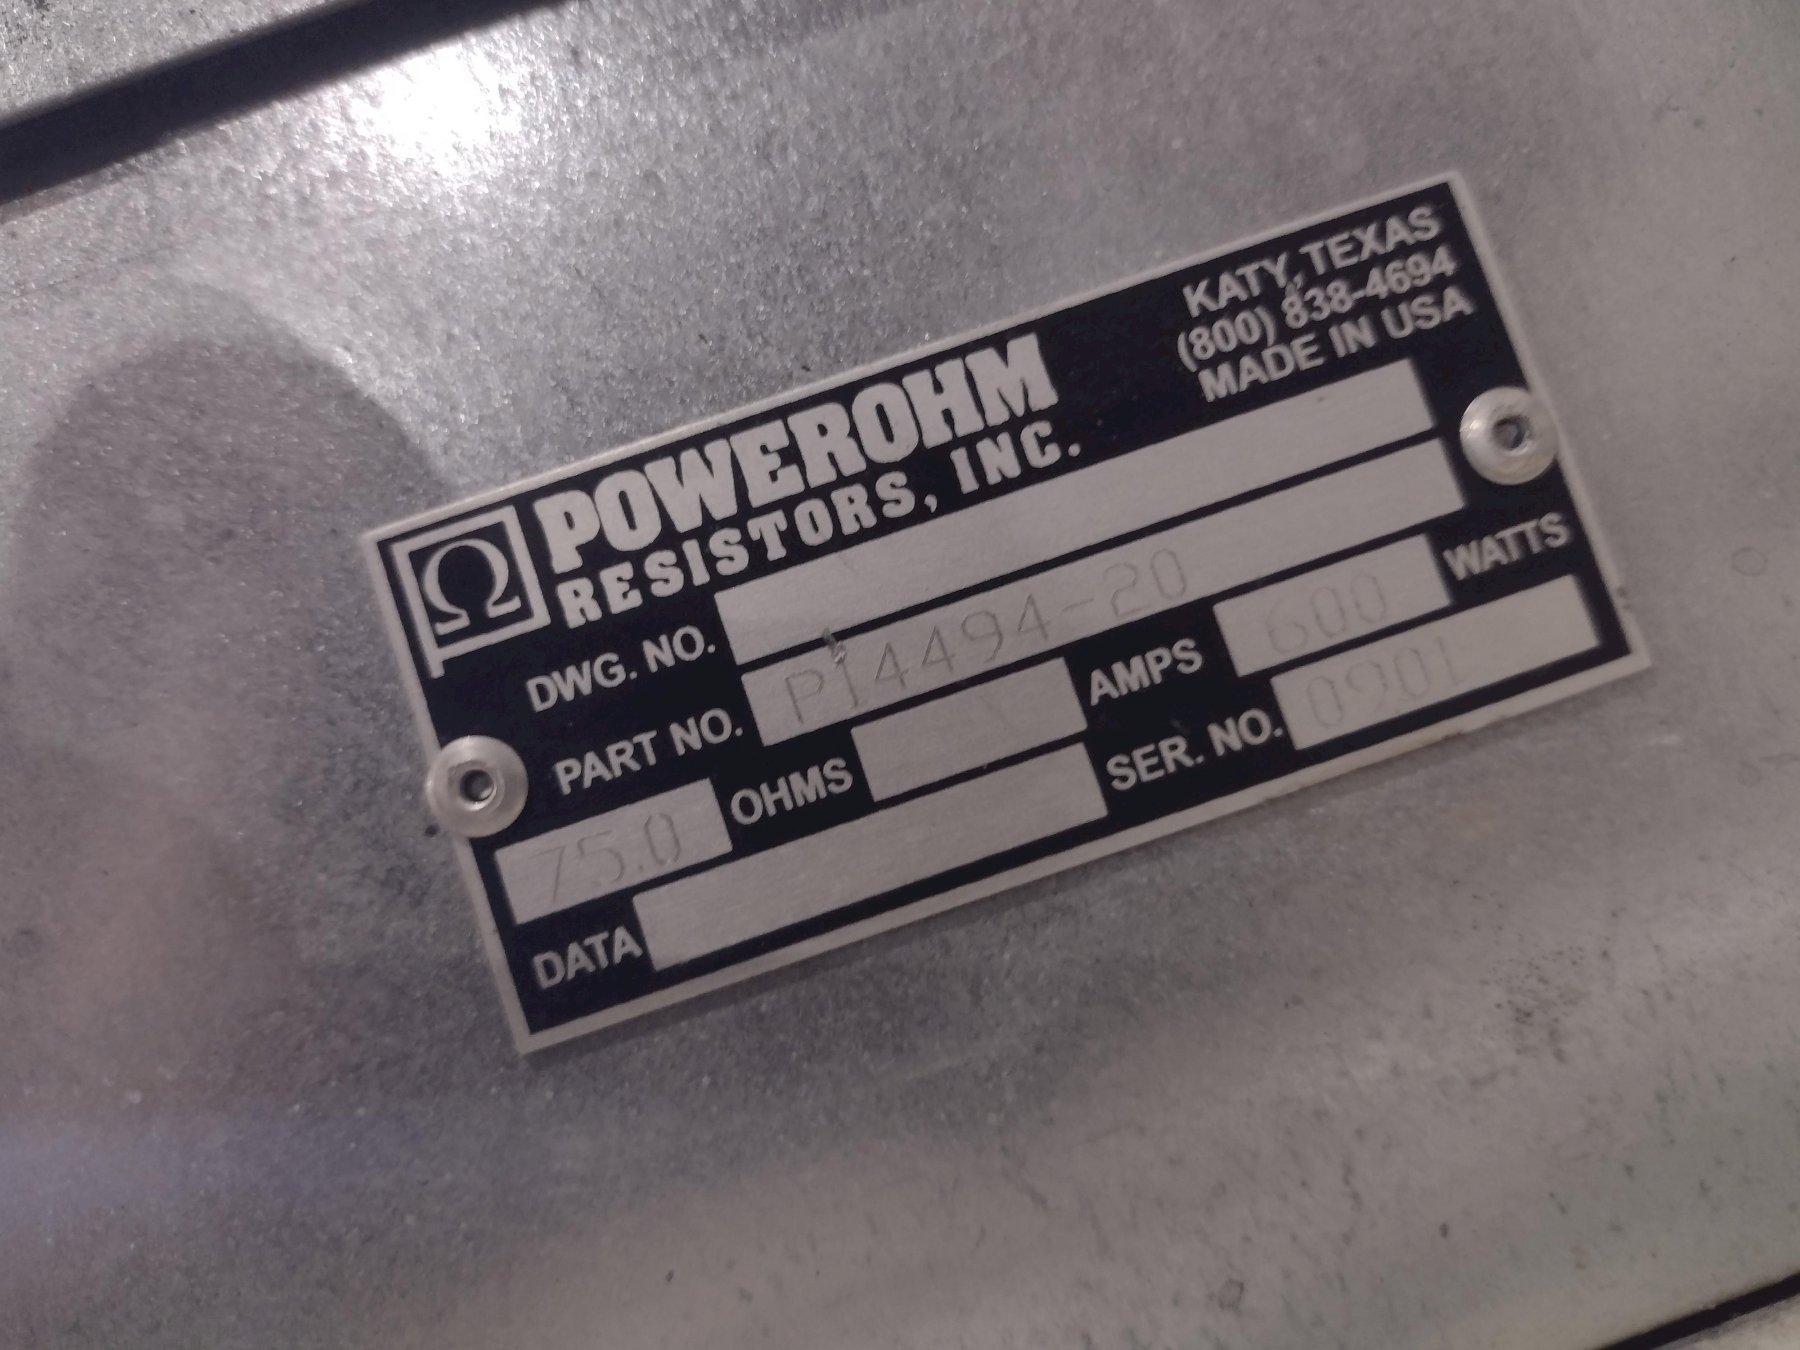 Ω POWEROHM
RESISTORS, INC.
KATY, TEXAS
(800) 838-4694
MADE IN USA
DWG. NO.
PART NO. P14494-20
75.0 OHMS AMPS 600 WATTS
DATA SER. NO. 0901